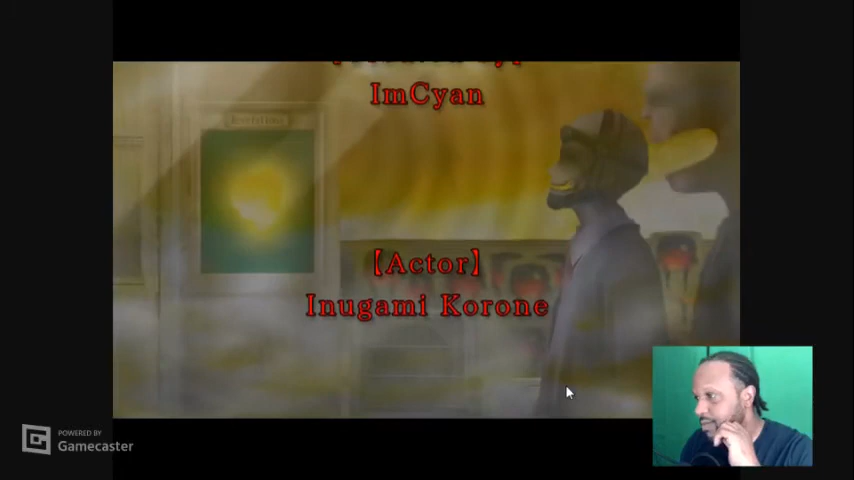 ImCyan
【Actor】
Inugami Korone
POWERED BY
Gamecaster